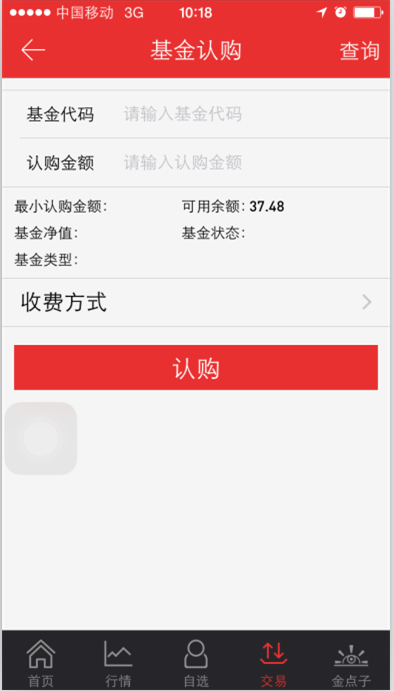 中国移动 3G 10:18
基金认购 查询
基金代码 请输入基金代码
认购金额 请输入认购金额
最小认购金额: 可用余额: 37.48
基金净值: 基金状态:
基金类型:
收费方式
认购
首页 行情 自选 交易 金点子